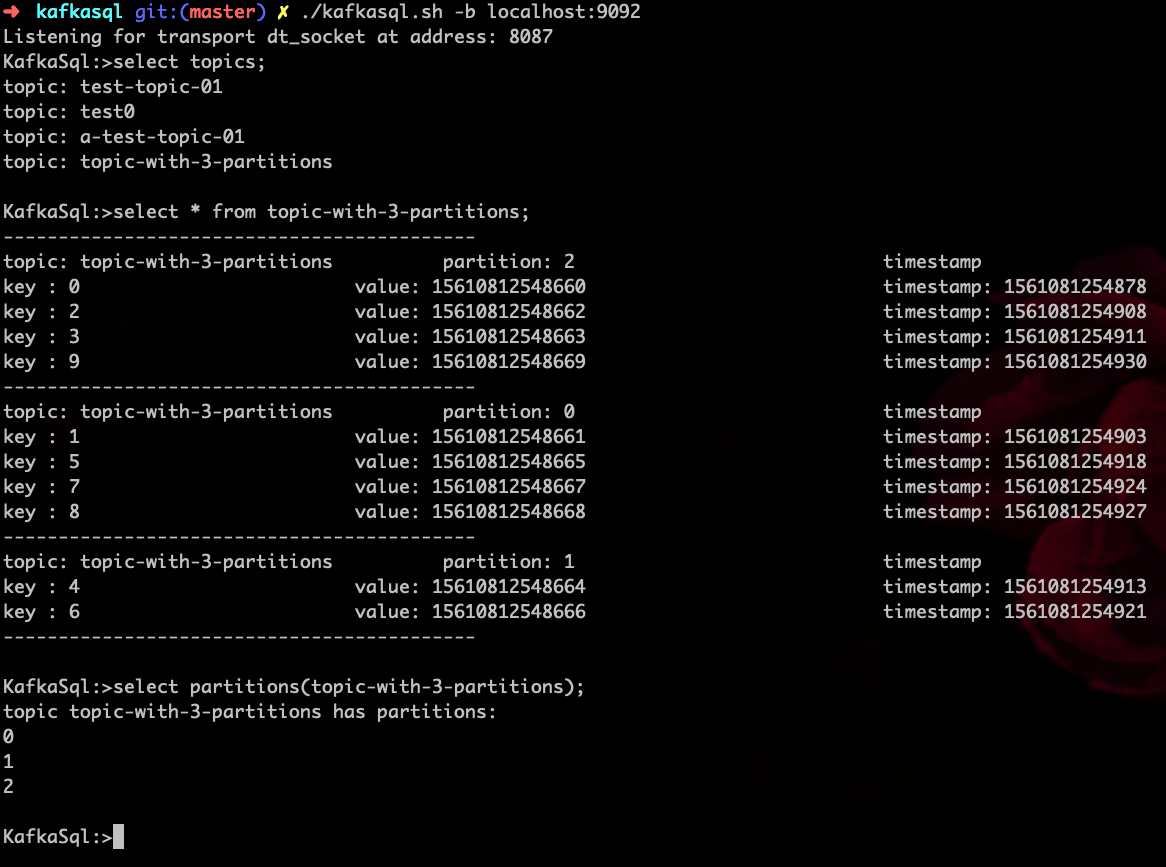 ➜ kafkasql git:(master) ✗ ./kafkasql.sh -b localhost:9092
Listening for transport dt_socket at address: 8087
KafkaSql:>select topics;
topic: test-topic-01
topic: test0
topic: a-test-topic-01
topic: topic-with-3-partitions
KafkaSql:>select * from topic-with-3-partitions;
-------------------------------------------
topic: topic-with-3-partitions partition: 2 timestamp
key : 0 value: 15610812548660 timestamp: 1561081254878
key : 2 value: 15610812548662 timestamp: 1561081254908
key : 3 value: 15610812548663 timestamp: 1561081254911
key : 9 value: 15610812548669 timestamp: 1561081254930
-------------------------------------------
topic: topic-with-3-partitions partition: 0 timestamp
key : 1 value: 15610812548661 timestamp: 1561081254903
key : 5 value: 15610812548665 timestamp: 1561081254918
key : 7 value: 15610812548667 timestamp: 1561081254924
key : 8 value: 15610812548668 timestamp: 1561081254927
-------------------------------------------
topic: topic-with-3-partitions partition: 1 timestamp
key : 4 value: 15610812548664 timestamp: 1561081254913
key : 6 value: 15610812548666 timestamp: 1561081254921
-------------------------------------------
KafkaSql:>select partitions(topic-with-3-partitions);
topic topic-with-3-partitions has partitions:
0
1
2
KafkaSql:>